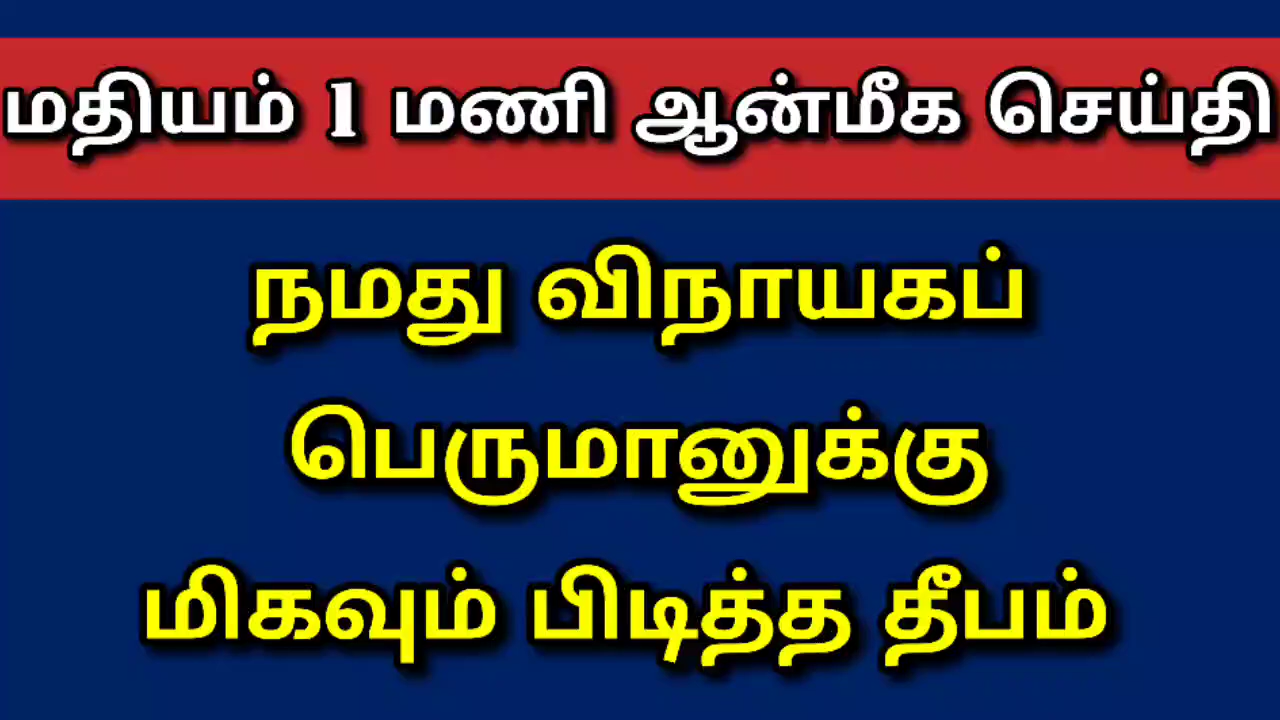 மதியம் 1 மணி ஆன்மீக செய்தி
நமது விநாயகப்
பெருமானுக்கு
மிகவும் பிடித்த தீபம்